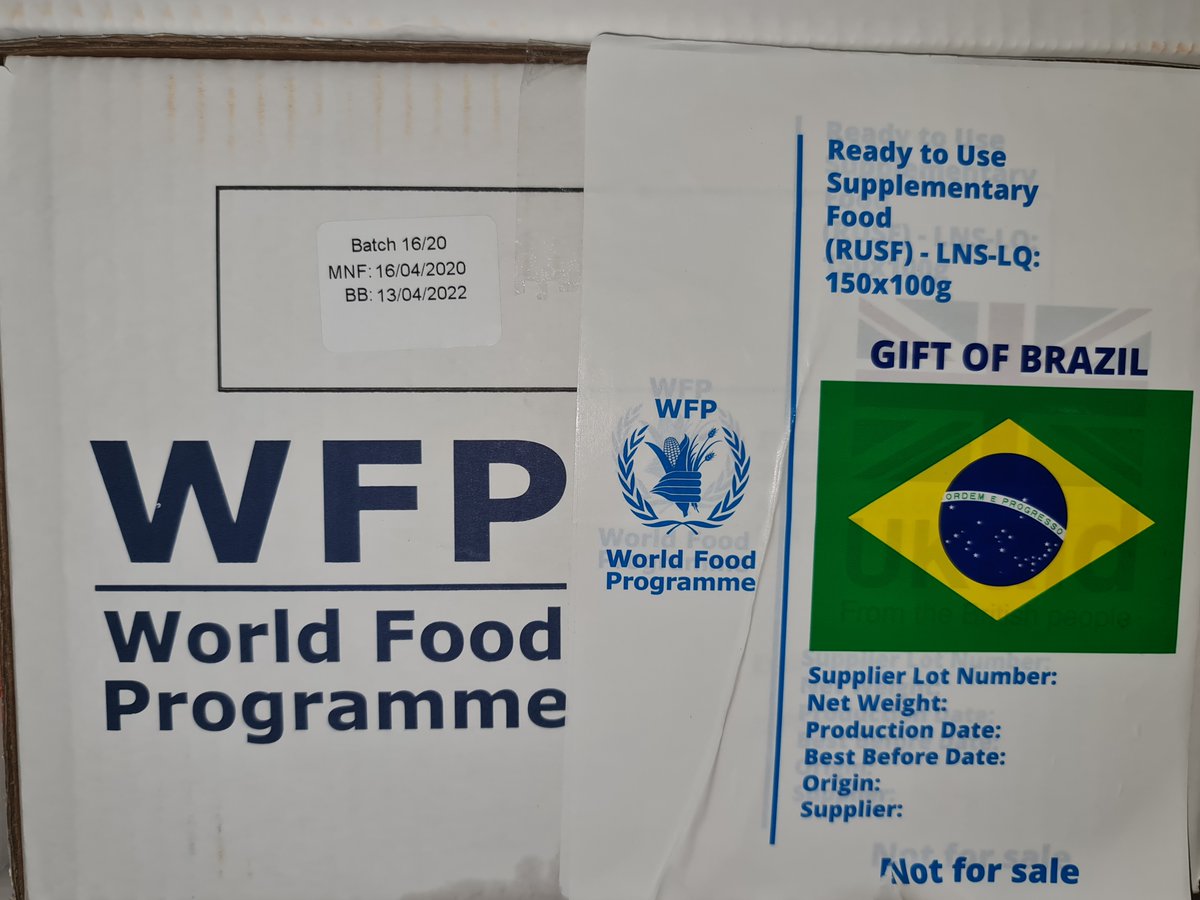 Batch 16/20
MNF: 16/04/2020
BB: 13/04/2022
WFP
World Food
Programme
WFP
World Food
Programme
Ready to Use
Supplementary
Food
(RUSF) - LNS-LQ:
150x100g
GIFT OF BRAZIL
ORDEM E PROGRESSO
From the British people
Supplier Lot Number:
Net Weight:
Production Date:
Best Before Date:
Origin:
Supplier:
Not for sale